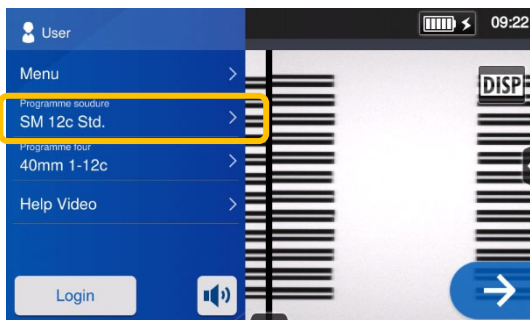 User
09:22
Menu
DISP
Programme soudure
SM 12c Std.
Programme four
40mm 1-12c
Help Video
Login